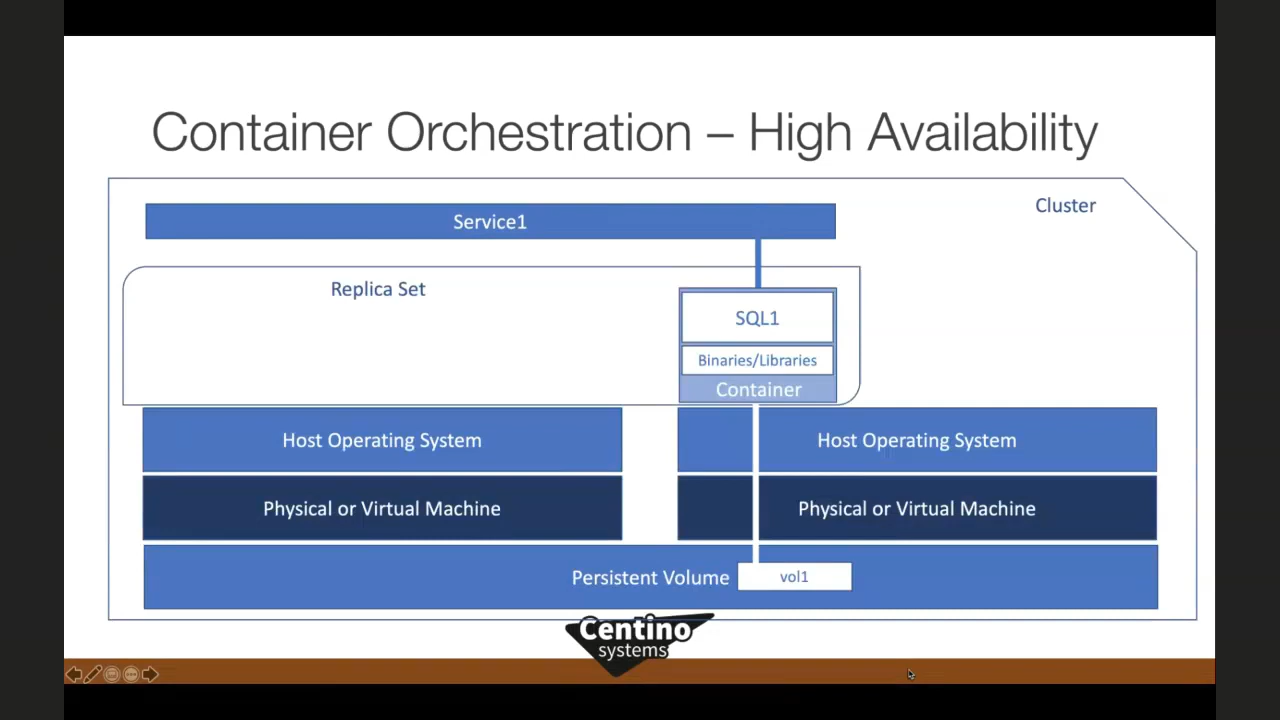 Container Orchestration – High Availability
Cluster
Service1
Replica Set
SQL1
Binaries/Libraries
Container
Host Operating System
Host Operating System
Physical or Virtual Machine
Physical or Virtual Machine
Persistent Volume
vol1
Centino
systems